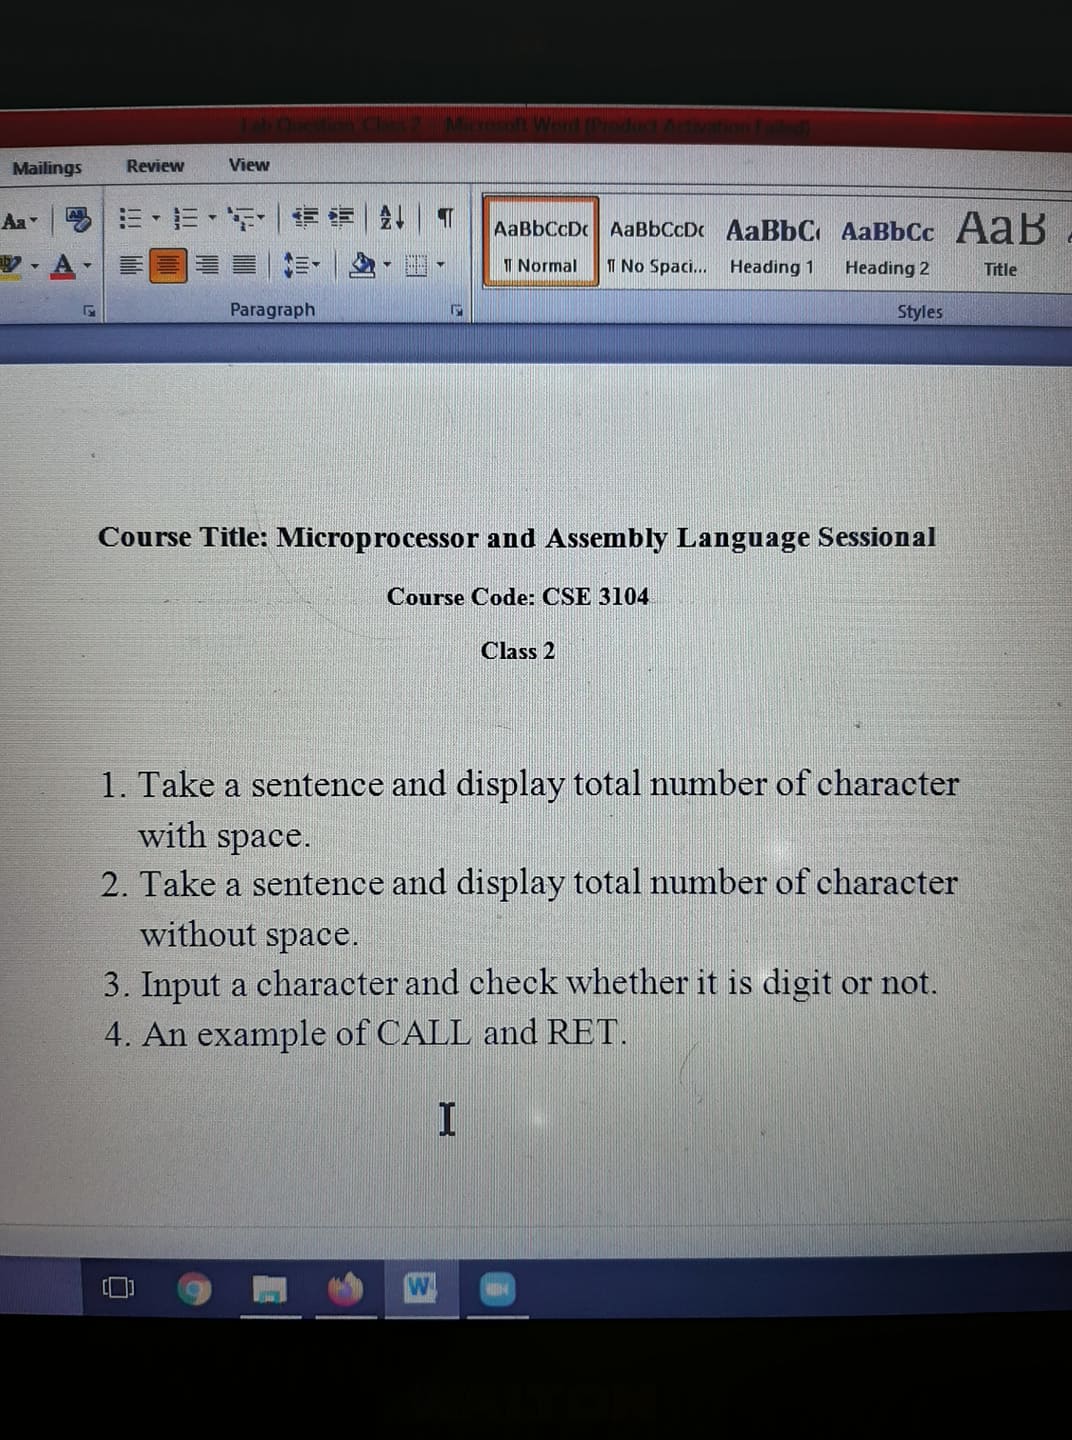 Lab Question Class 2 - Microsoft Word (Product Activation Failed)
Mailings Review View
Aa
AaBbCcDc AaBbCcDc AaBbC AaBbCc AaB
¶ Normal ¶ No Spaci... Heading 1 Heading 2 Title
Paragraph Styles
Course Title: Microprocessor and Assembly Language Sessional
Course Code: CSE 3104
Class 2
1. Take a sentence and display total number of character
with space.
2. Take a sentence and display total number of character
without space.
3. Input a character and check whether it is digit or not.
4. An example of CALL and RET.
WALTON